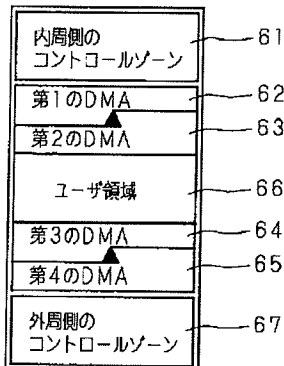 内周側の
コントロールゾーン
61
第1のDMA
62
第2のDMA
63
ユーザ領域
66
第3のDMA
64
第4のDMA
65
外周側の
コントロールゾーン
67